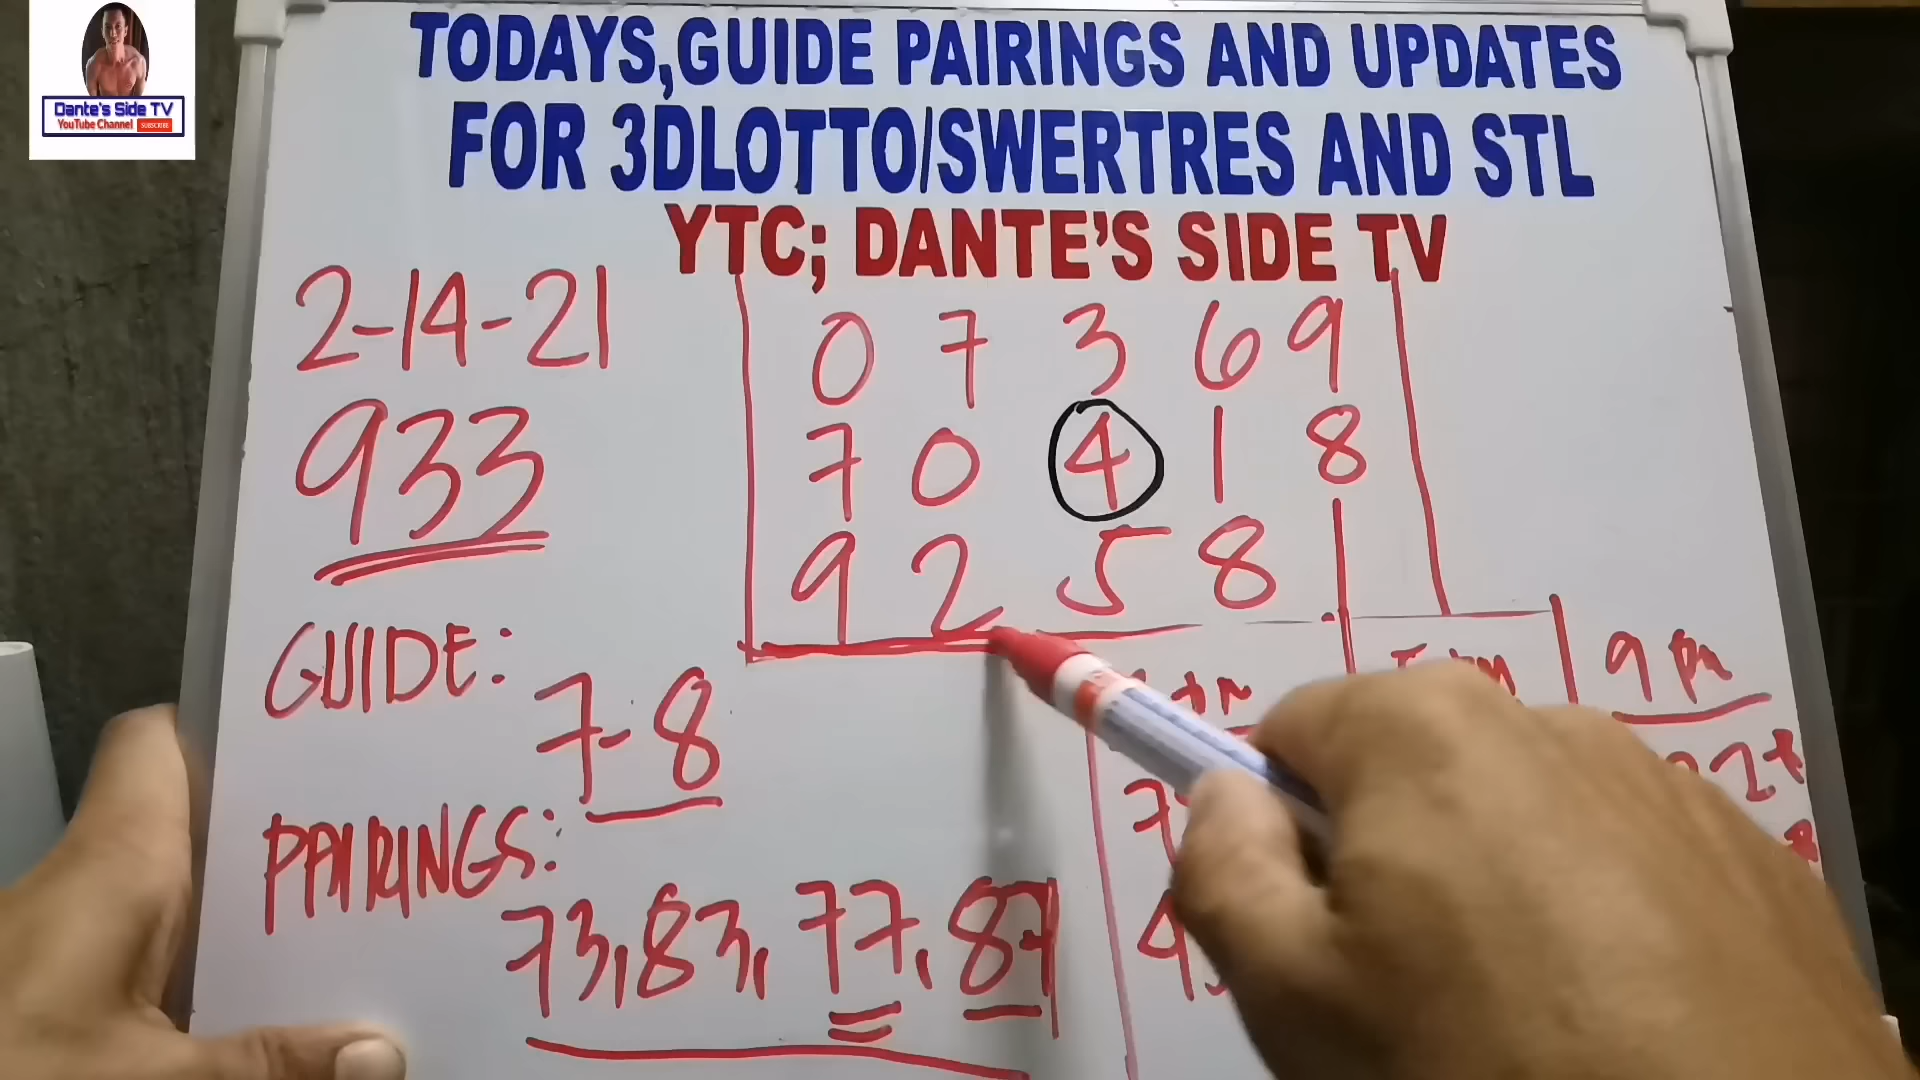 Dante's Side TV
YouTube Channel SUBSCRIBE
TODAYS,GUIDE PAIRINGS AND UPDATES
FOR 3DLOTTO/SWERTRES AND STL
YTC; DANTE'S SIDE TV
2-14-21
933
0 7 3 6 9
7 0 4 1 8
9 2 5 8
GUIDE:
7-8
PAIRINGS:
73,83,77,87
9 pm